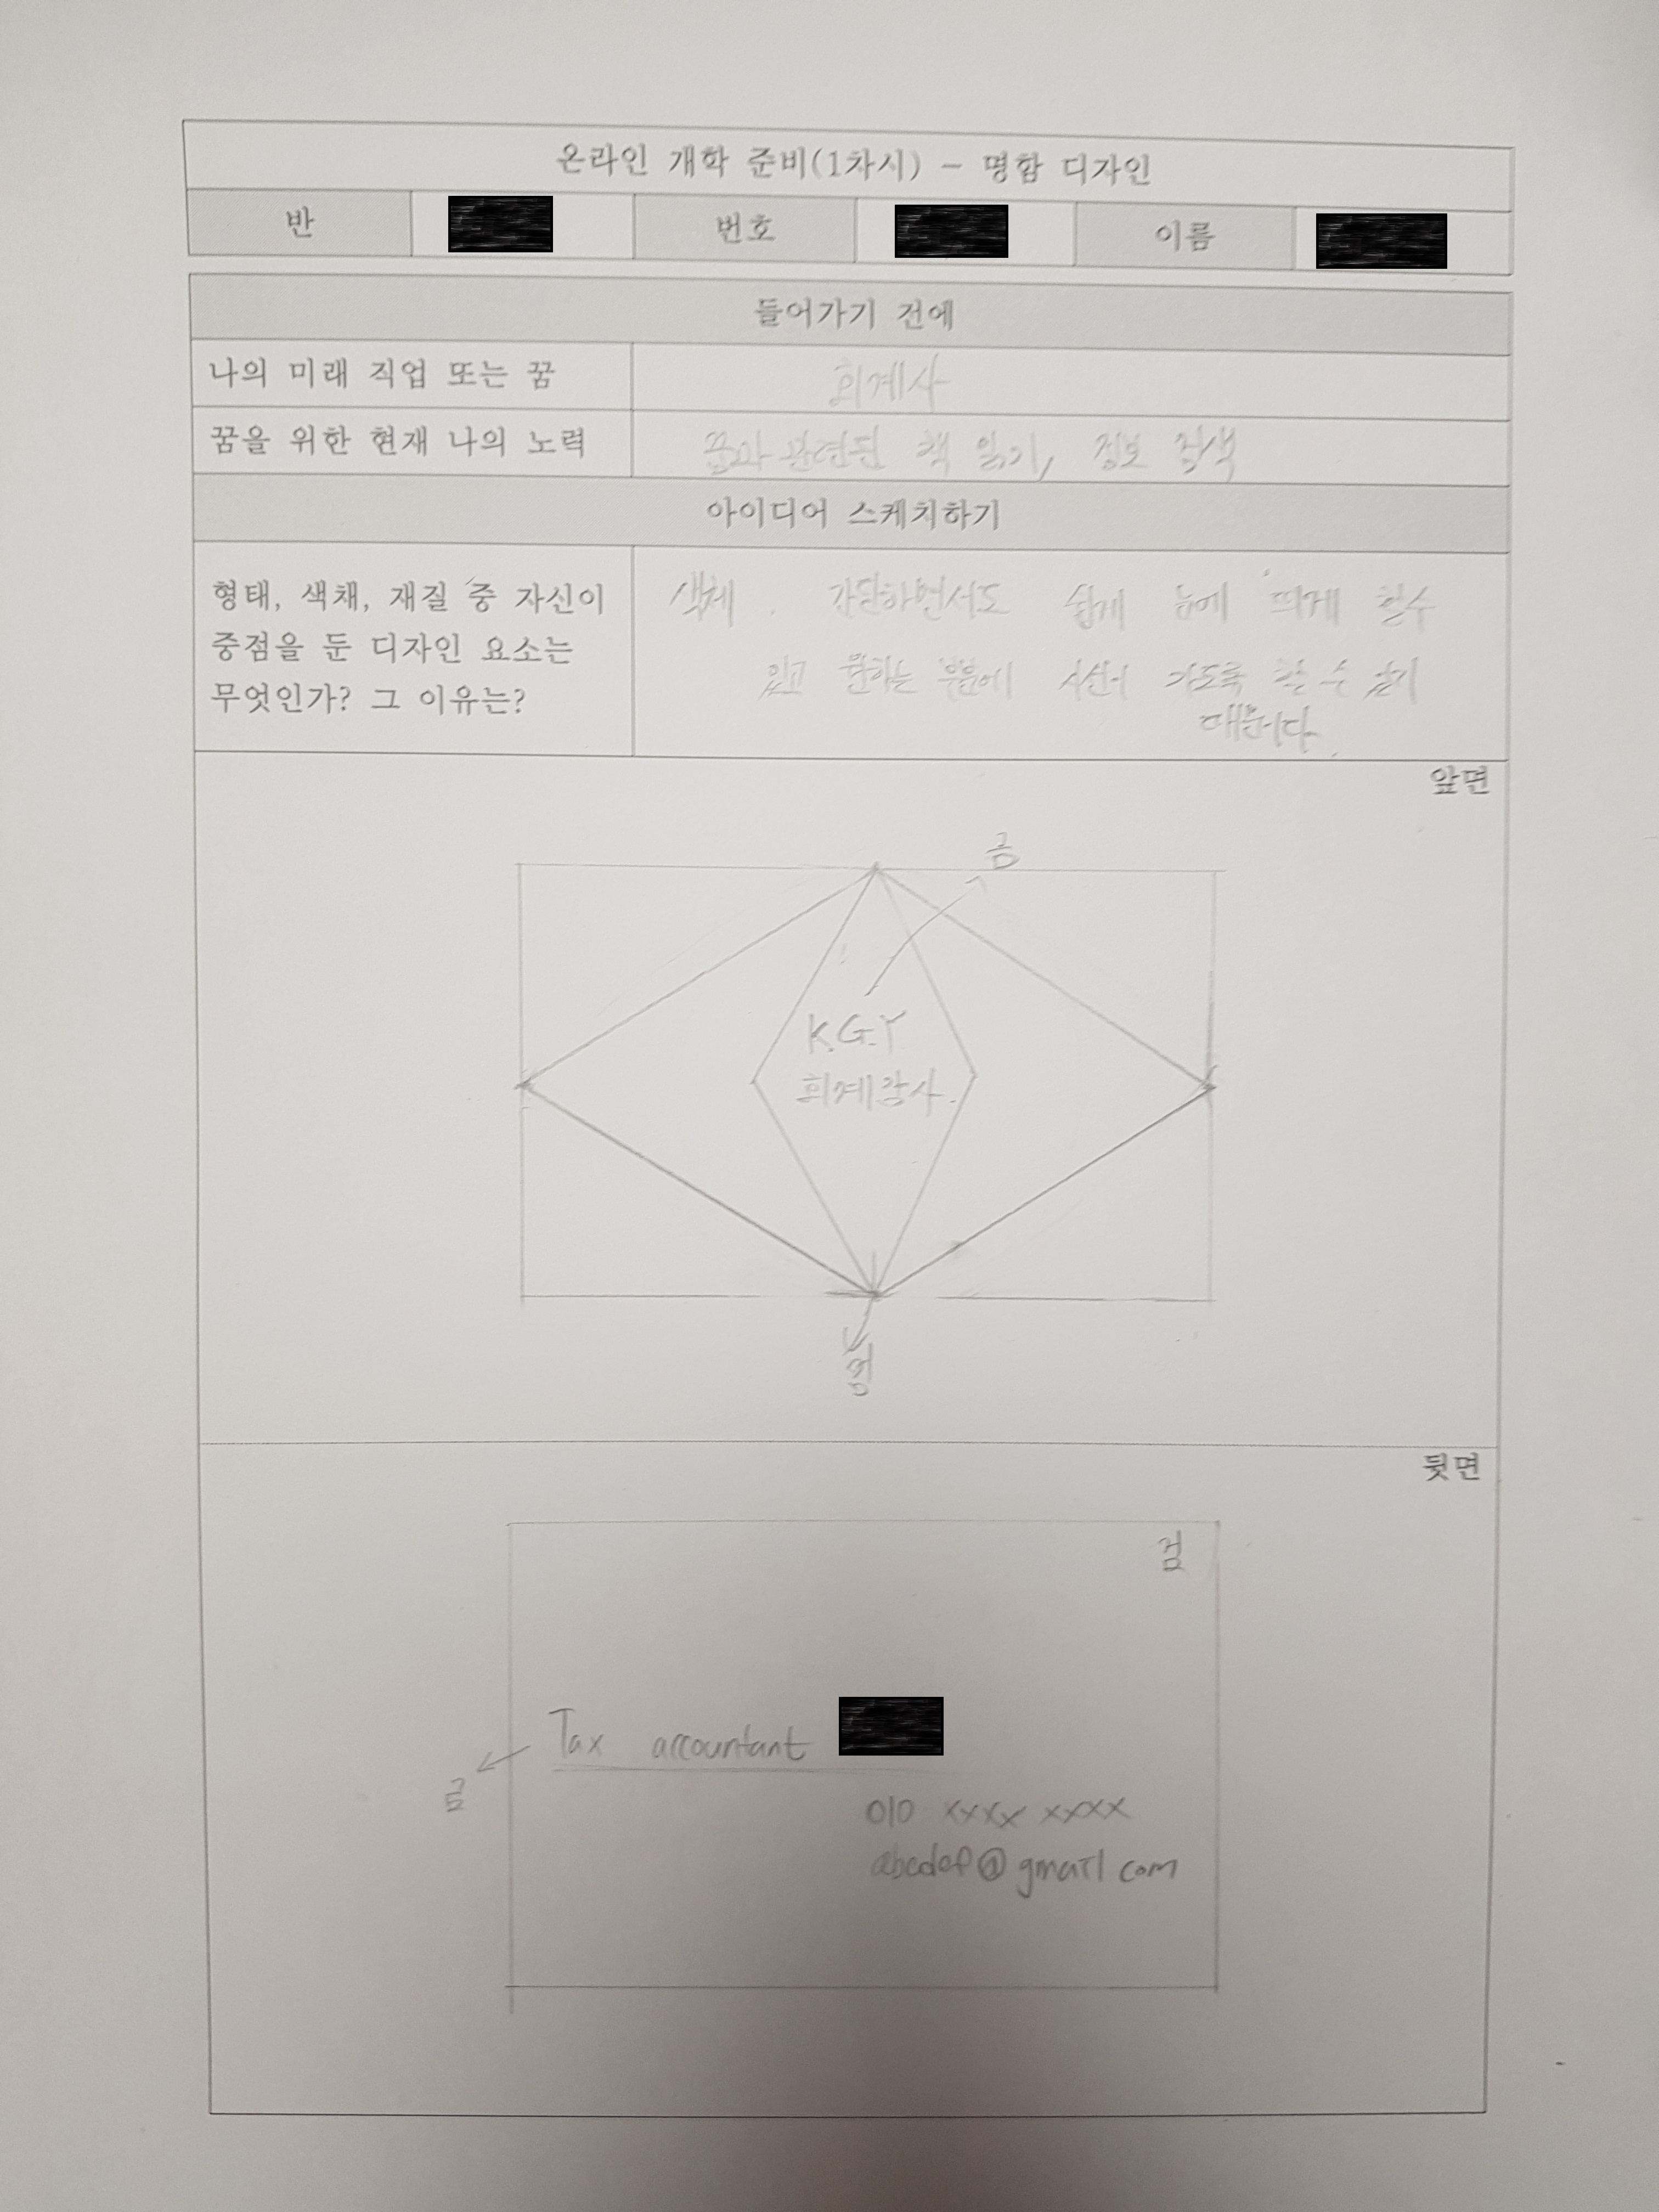 온라인 개학 준비(1차시) - 명함 디자인
반 번호 이름
들어가기 전에
나의 미래 직업 또는 꿈 회계사
꿈을 위한 현재 나의 노력 꿈과 관련된 책 읽기, 정보 검색
아이디어 스케치하기
형태, 색채, 재질 중 자신이
중점을 둔 디자인 요소는
무엇인가? 그 이유는?
색채. 간단하면서도 쉽게 눈에 띄게 할수
있고 원하는 부분에 시선이 가도록 할 수 있기
때문이다.
앞면
금
K.G.Y
회계감사.
검
뒷면
검
Tax accountant
금
010 xxxx xxxx
abcdef@gmail com